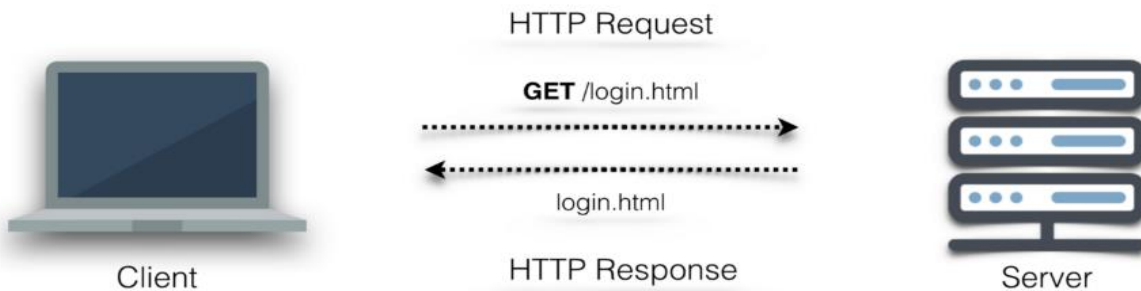 HTTP Request
GET /login.html
login.html
Client
HTTP Response
Server